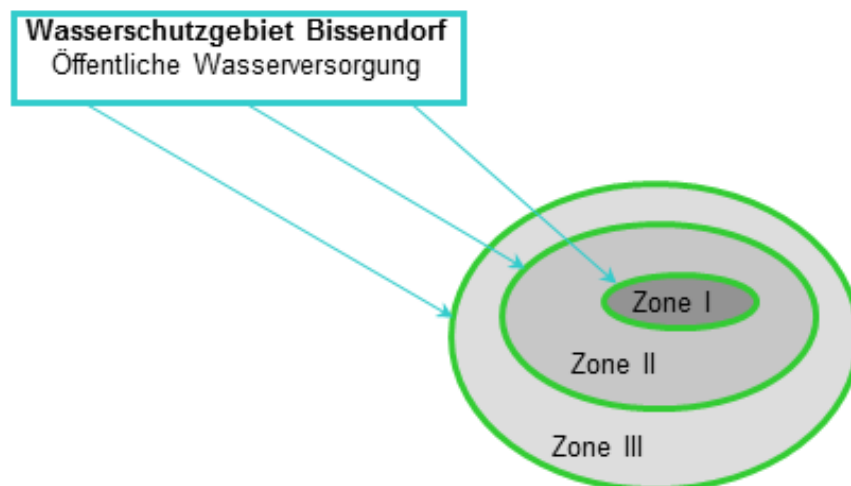 Wasserschutzgebiet Bissendorf
Öffentliche Wasserversorgung
Zone I
Zone II
Zone III